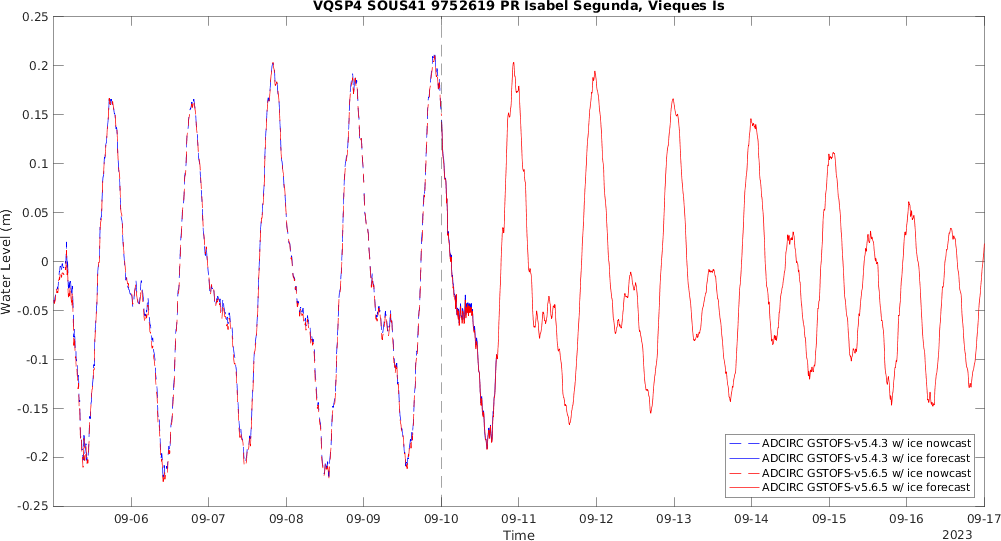 VQSP4 SOUS41 9752619 PR Isabel Segunda, Vieques Is
0.25
0.2
0.15
0.1
0.05
0
-0.05
-0.1
-0.15
-0.2
-0.25
Water Level (m)
ADCIRC GSTOFS-v5.4.3 w/ ice nowcast
ADCIRC GSTOFS-v5.4.3 w/ ice forecast
ADCIRC GSTOFS-v5.6.5 w/ ice nowcast
ADCIRC GSTOFS-v5.6.5 w/ ice forecast
09-06 09-07 09-08 09-09 09-10 09-11 09-12 09-13 09-14 09-15 09-16 09-17
Time
2023